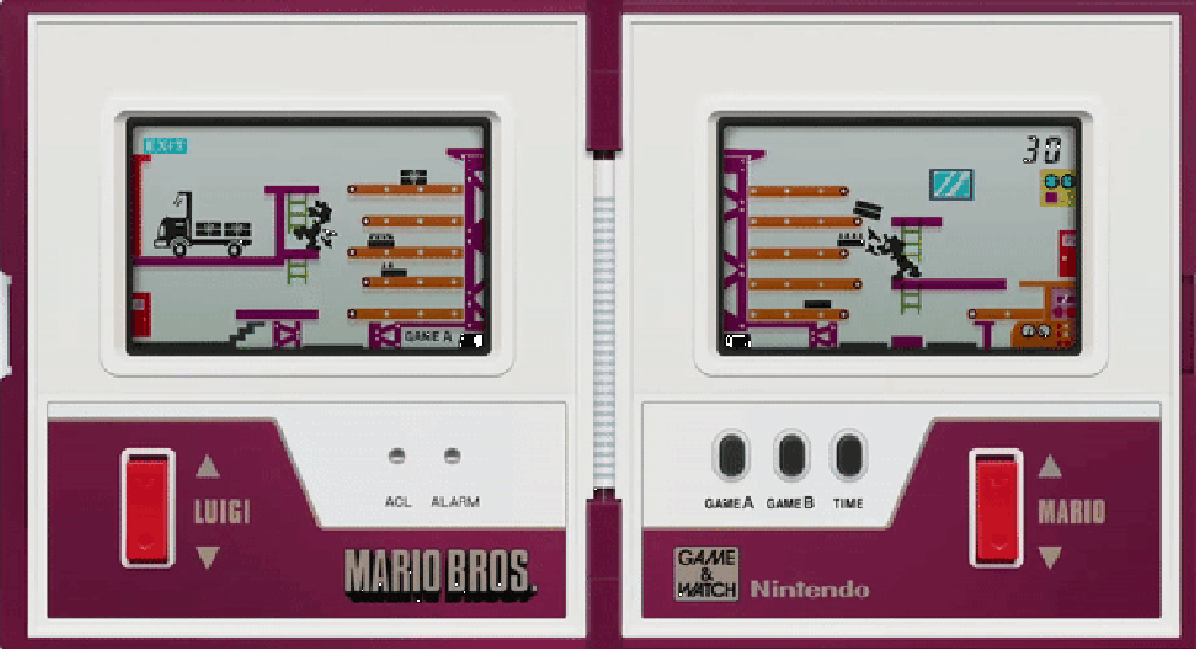 30
GAME A
LUIGI
ACL
ALARM
MARIO BROS.
GAME A
GAME B
TIME
MARIO
GAME
&
WATCH
Nintendo